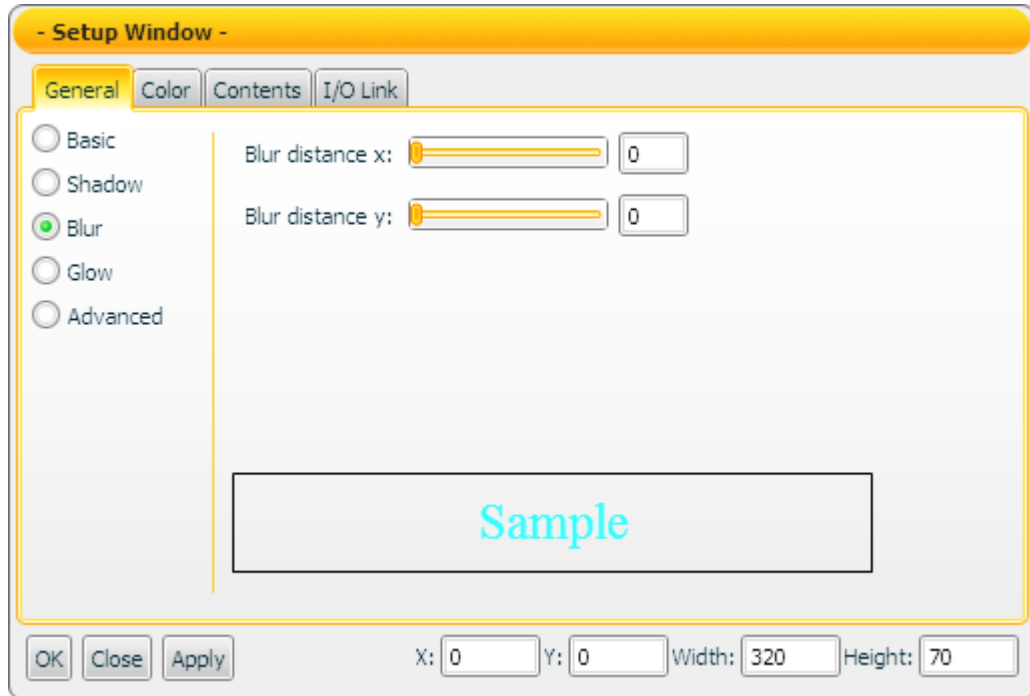 - Setup Window -
General Color Contents I/O Link
Basic
Shadow
Blur
Glow
Advanced
Blur distance x: 0
Blur distance y: 0
Sample
OK Close Apply X: 0 Y: 0 Width: 320 Height: 70